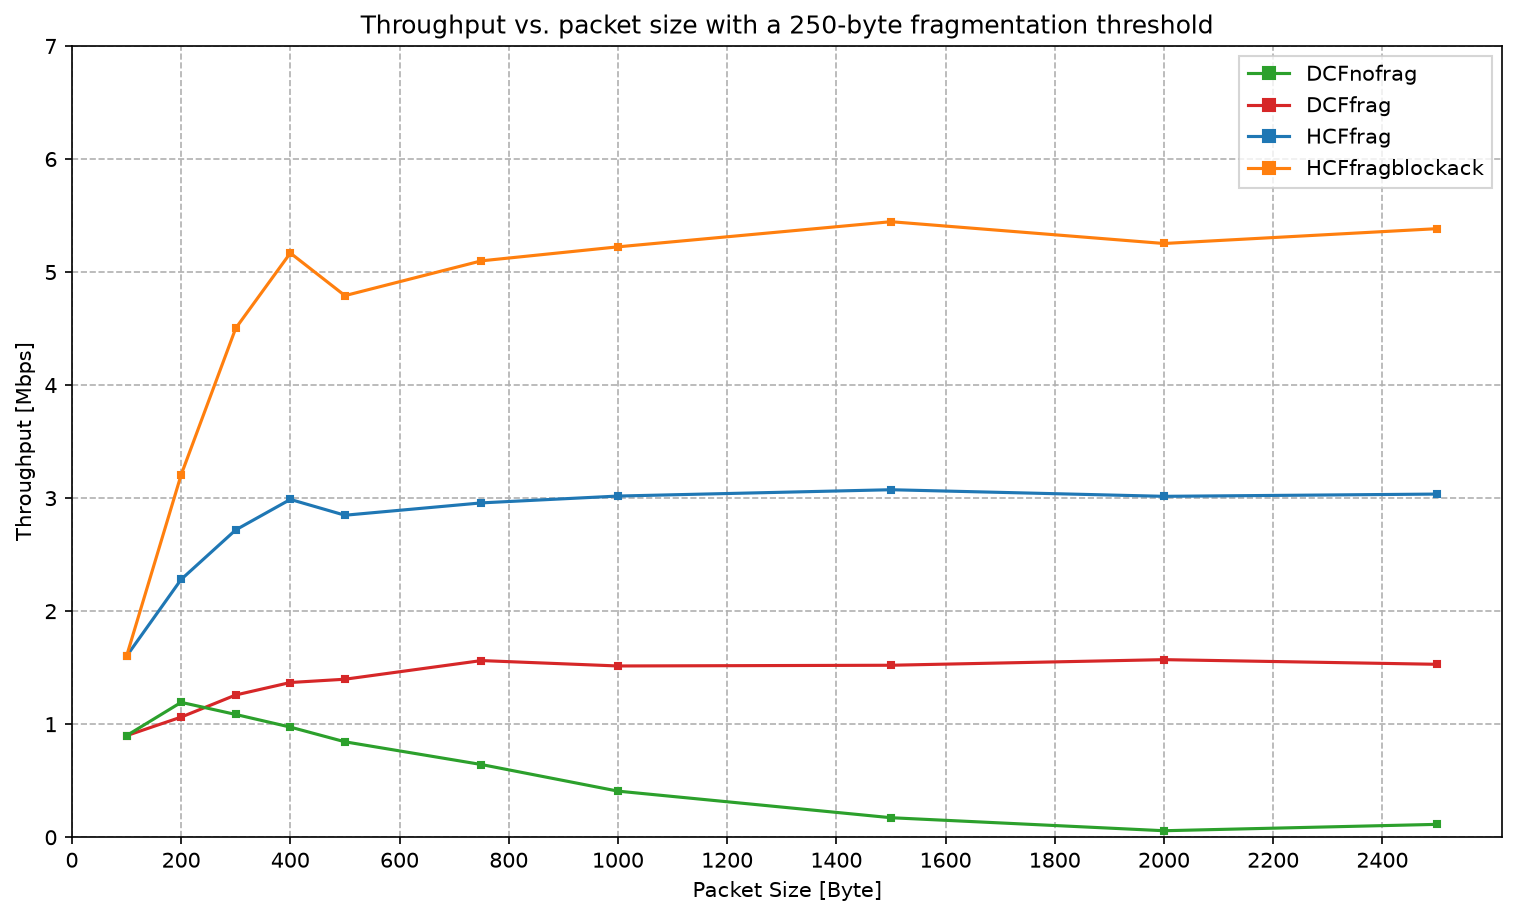 Throughput vs. packet size with a 250-byte fragmentation threshold
7
6
5
4
3
2
1
0
Throughput [Mbps]
DCFnofrag
DCFfrag
HCFfrag
HCFfragblockack
0 200 400 600 800 1000 1200 1400 1600 1800 2000 2200 2400
Packet Size [Byte]